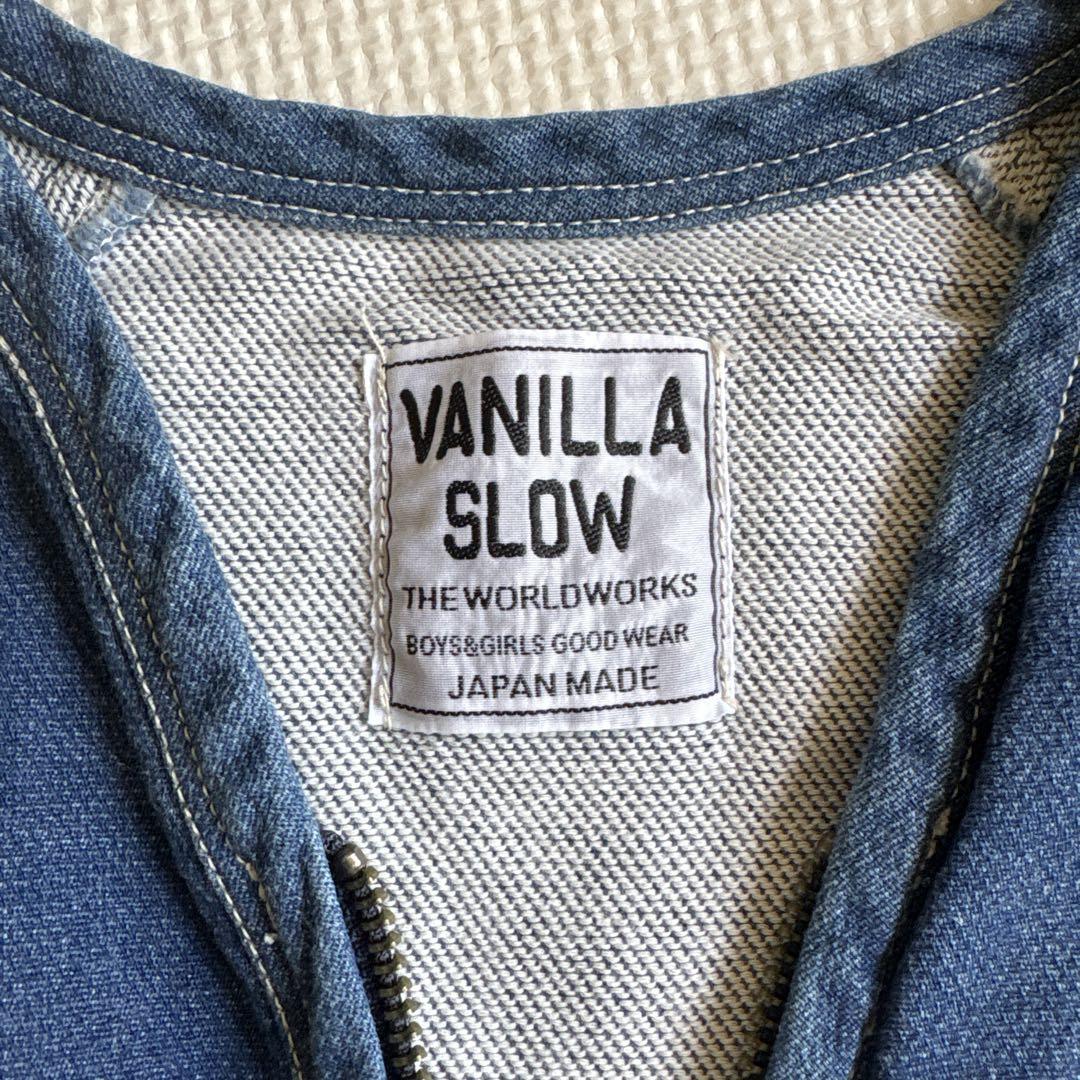 VANILLA
SLOW
THE WORLDWORKS
BOYS&GIRLS GOOD WEAR
JAPAN MADE